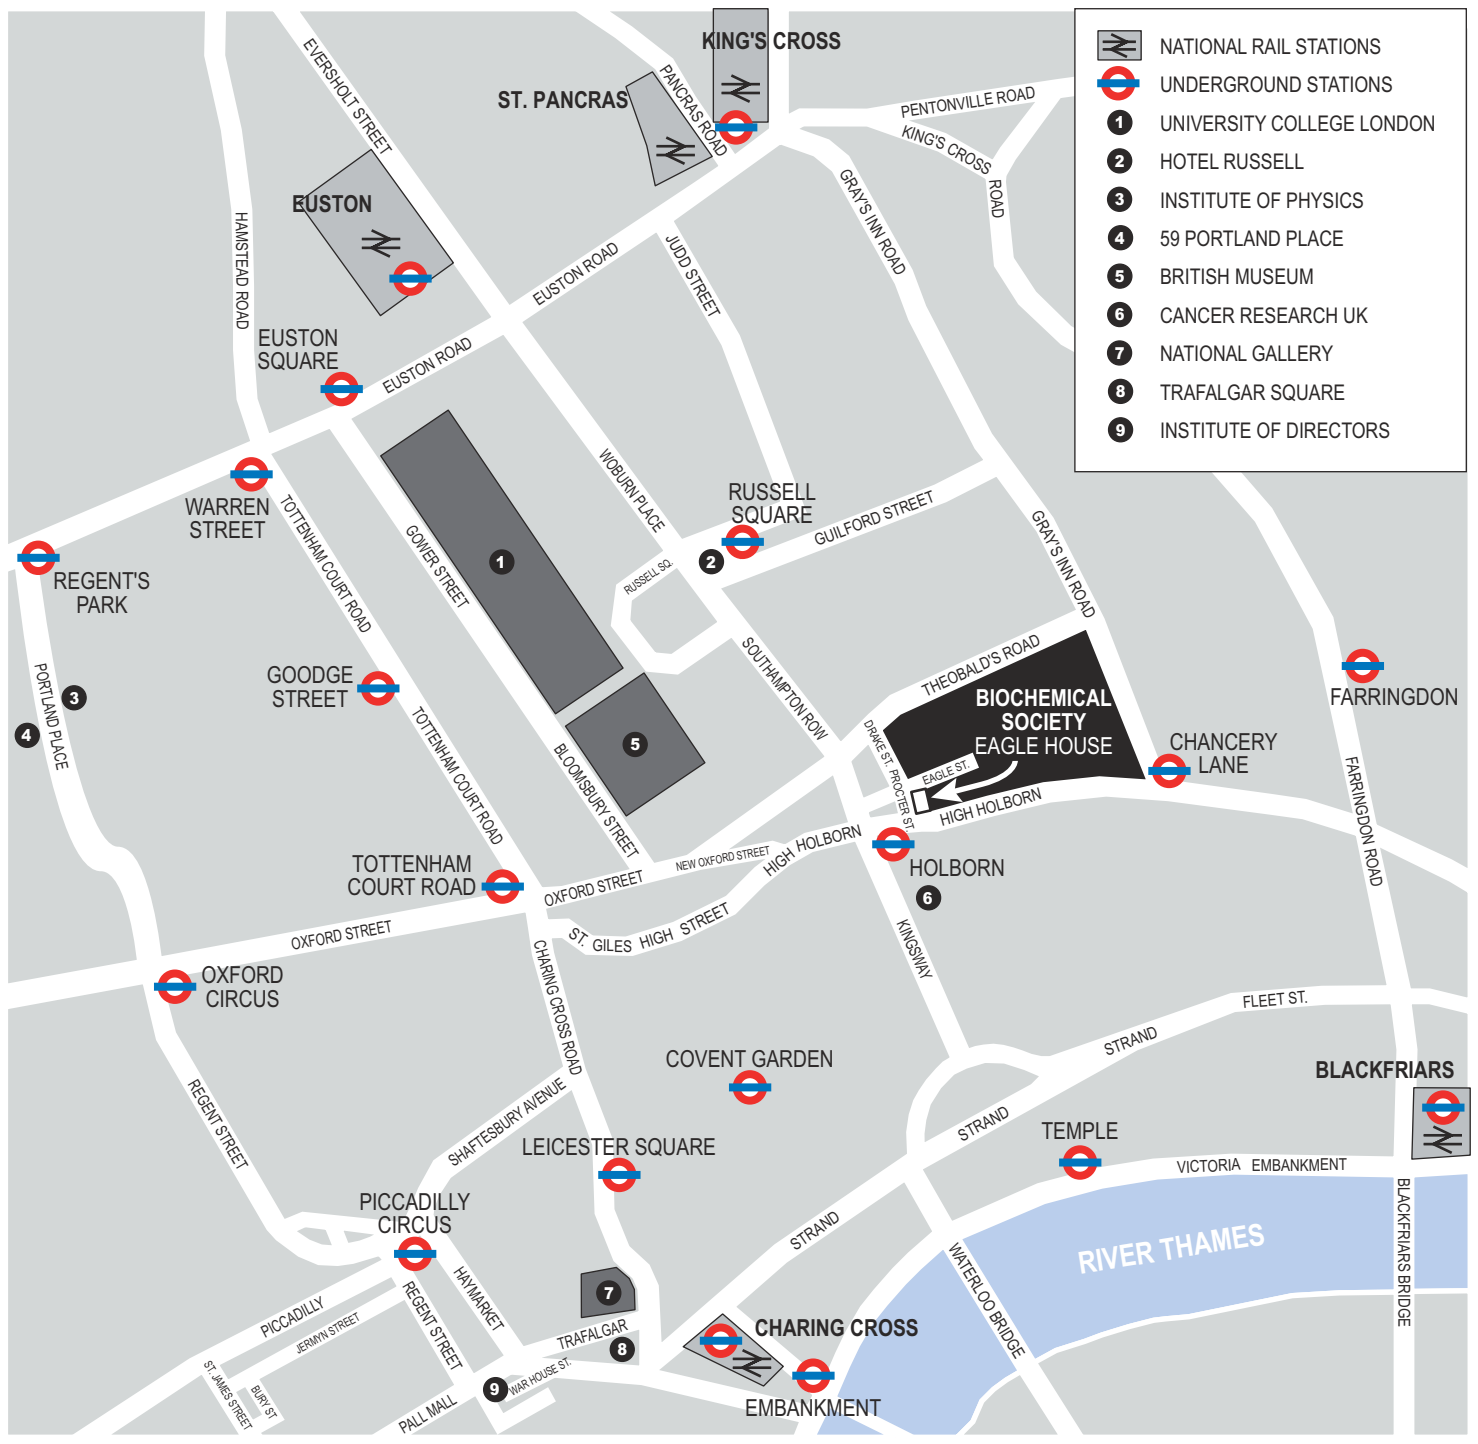 KING'S CROSS
ST. PANCRAS
PANCRAS ROAD
EVERSHOLT STREET
PENTONVILLE ROAD
KING'S CROSS
ROAD
EUSTON
HAMSTEAD ROAD
GRAY'S INN ROAD
JUDD STREET
EUSTON ROAD
EUSTON
SQUARE
EUSTON ROAD
NATIONAL RAIL STATIONS
UNDERGROUND STATIONS
1 UNIVERSITY COLLEGE LONDON
2 HOTEL RUSSELL
3 INSTITUTE OF PHYSICS
4 59 PORTLAND PLACE
5 BRITISH MUSEUM
6 CANCER RESEARCH UK
7 NATIONAL GALLERY
8 TRAFALGAR SQUARE
9 INSTITUTE OF DIRECTORS
WARREN
STREET
TOTTENHAM COURT ROAD
GOWER STREET
WOBURN PLACE
RUSSELL
SQUARE
GUILFORD STREET
GRAY'S INN ROAD
1
2
RUSSELL SQ.
REGENT'S
PARK
PORTLAND PLACE
3
4
GOODGE
STREET
TOTTENHAM COURT ROAD
SOUTHAMPTON ROW
THEOBALD'S ROAD
BIOCHEMICAL
SOCIETY
EAGLE HOUSE
EAGLE ST.
DRAKE ST. PROCTER ST.
HIGH HOLBORN
CHANCERY
LANE
FARRINGDON
FARRINGDON ROAD
5
BLOOMSBURY STREET
TOTTENHAM
COURT ROAD
OXFORD STREET
NEW OXFORD STREET
HIGH HOLBORN
HOLBORN
6
KINGSWAY
OXFORD STREET
ST. GILES HIGH STREET
CHARING CROSS ROAD
OXFORD
CIRCUS
FLEET ST.
STRAND
COVENT GARDEN
BLACKFRIARS
REGENT STREET
SHAFTESBURY AVENUE
LEICESTER SQUARE
STRAND
TEMPLE
VICTORIA EMBANKMENT
PICCADILLY
CIRCUS
STRAND
RIVER THAMES
BLACKFRIARS BRIDGE
WATERLOO BRIDGE
HAYMARKET
REGENT STREET
7
PICCADILLY
JERMYN STREET
TRAFALGAR
8
CHARING CROSS
ST. JAMES STREET
BURY ST
9
WAR HOUSE ST.
PALL MALL
EMBANKMENT